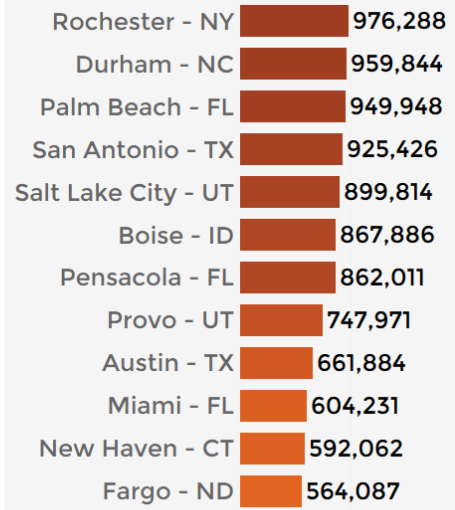 Rochester - NY 976,288
Durham - NC 959,844
Palm Beach - FL 949,948
San Antonio - TX 925,426
Salt Lake City - UT 899,814
Boise - ID 867,886
Pensacola - FL 862,011
Provo - UT 747,971
Austin - TX 661,884
Miami - FL 604,231
New Haven - CT 592,062
Fargo - ND 564,087